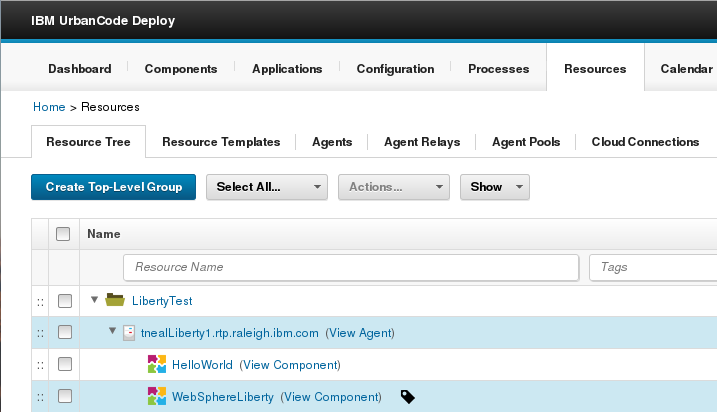 IBM UrbanCode Deploy
Dashboard Components Applications Configuration Processes Resources Calendar
Home > Resources
Resource Tree Resource Templates Agents Agent Relays Agent Pools Cloud Connections
Create Top-Level Group Select All... Actions... Show
Name
Resource Name Tags
LibertyTest
tnealLiberty1.rtp.raleigh.ibm.com (View Agent)
HelloWorld (View Component)
WebSphereLiberty (View Component)